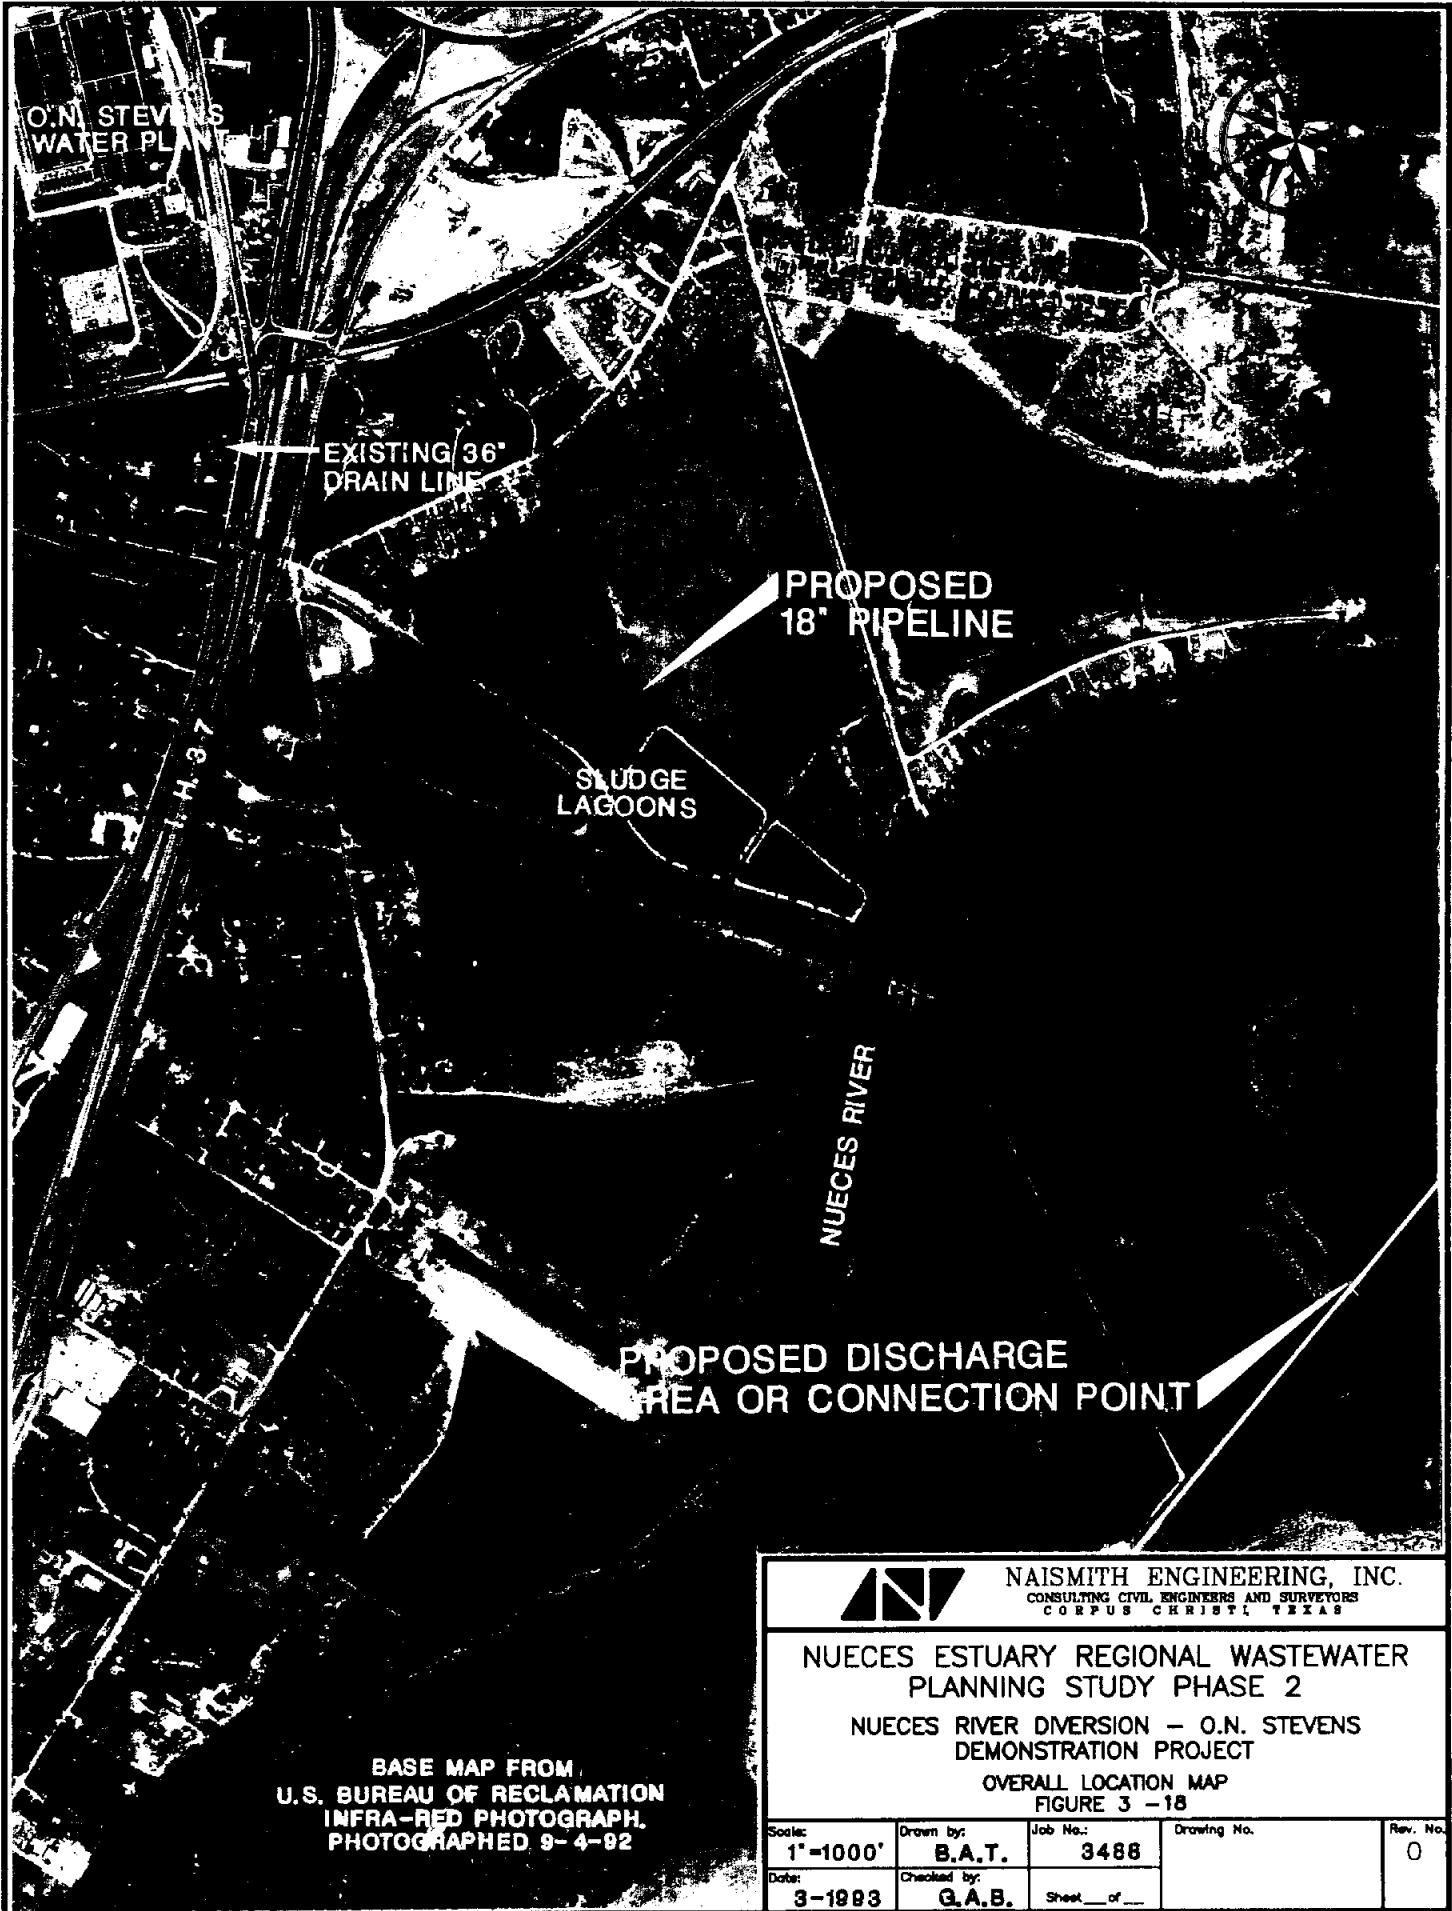 O.N. STEVENS
WATER PLANT
EXISTING 36"
DRAIN LINE
PROPOSED
18" PIPELINE
I.H. 37
SLUDGE
LAGOONS
NUECES RIVER
PROPOSED DISCHARGE
AREA OR CONNECTION POINT
BASE MAP FROM
U.S. BUREAU OF RECLAMATION
INFRA-RED PHOTOGRAPH.
PHOTOGRAPHED 9-4-92
NAISMITH ENGINEERING, INC.
CONSULTING CIVIL ENGINEERS AND SURVEYORS
CORPUS CHRISTI, TEXAS
NUECES ESTUARY REGIONAL WASTEWATER
PLANNING STUDY PHASE 2
NUECES RIVER DIVERSION - O.N. STEVENS
DEMONSTRATION PROJECT
OVERALL LOCATION MAP
FIGURE 3 -18
Scale: Drawn by: Job No.: Drawing No. Rev. No.
1"=1000' B.A.T. 3488 0
Date: Checked by:
3-1993 G.A.B. Sheet__of__